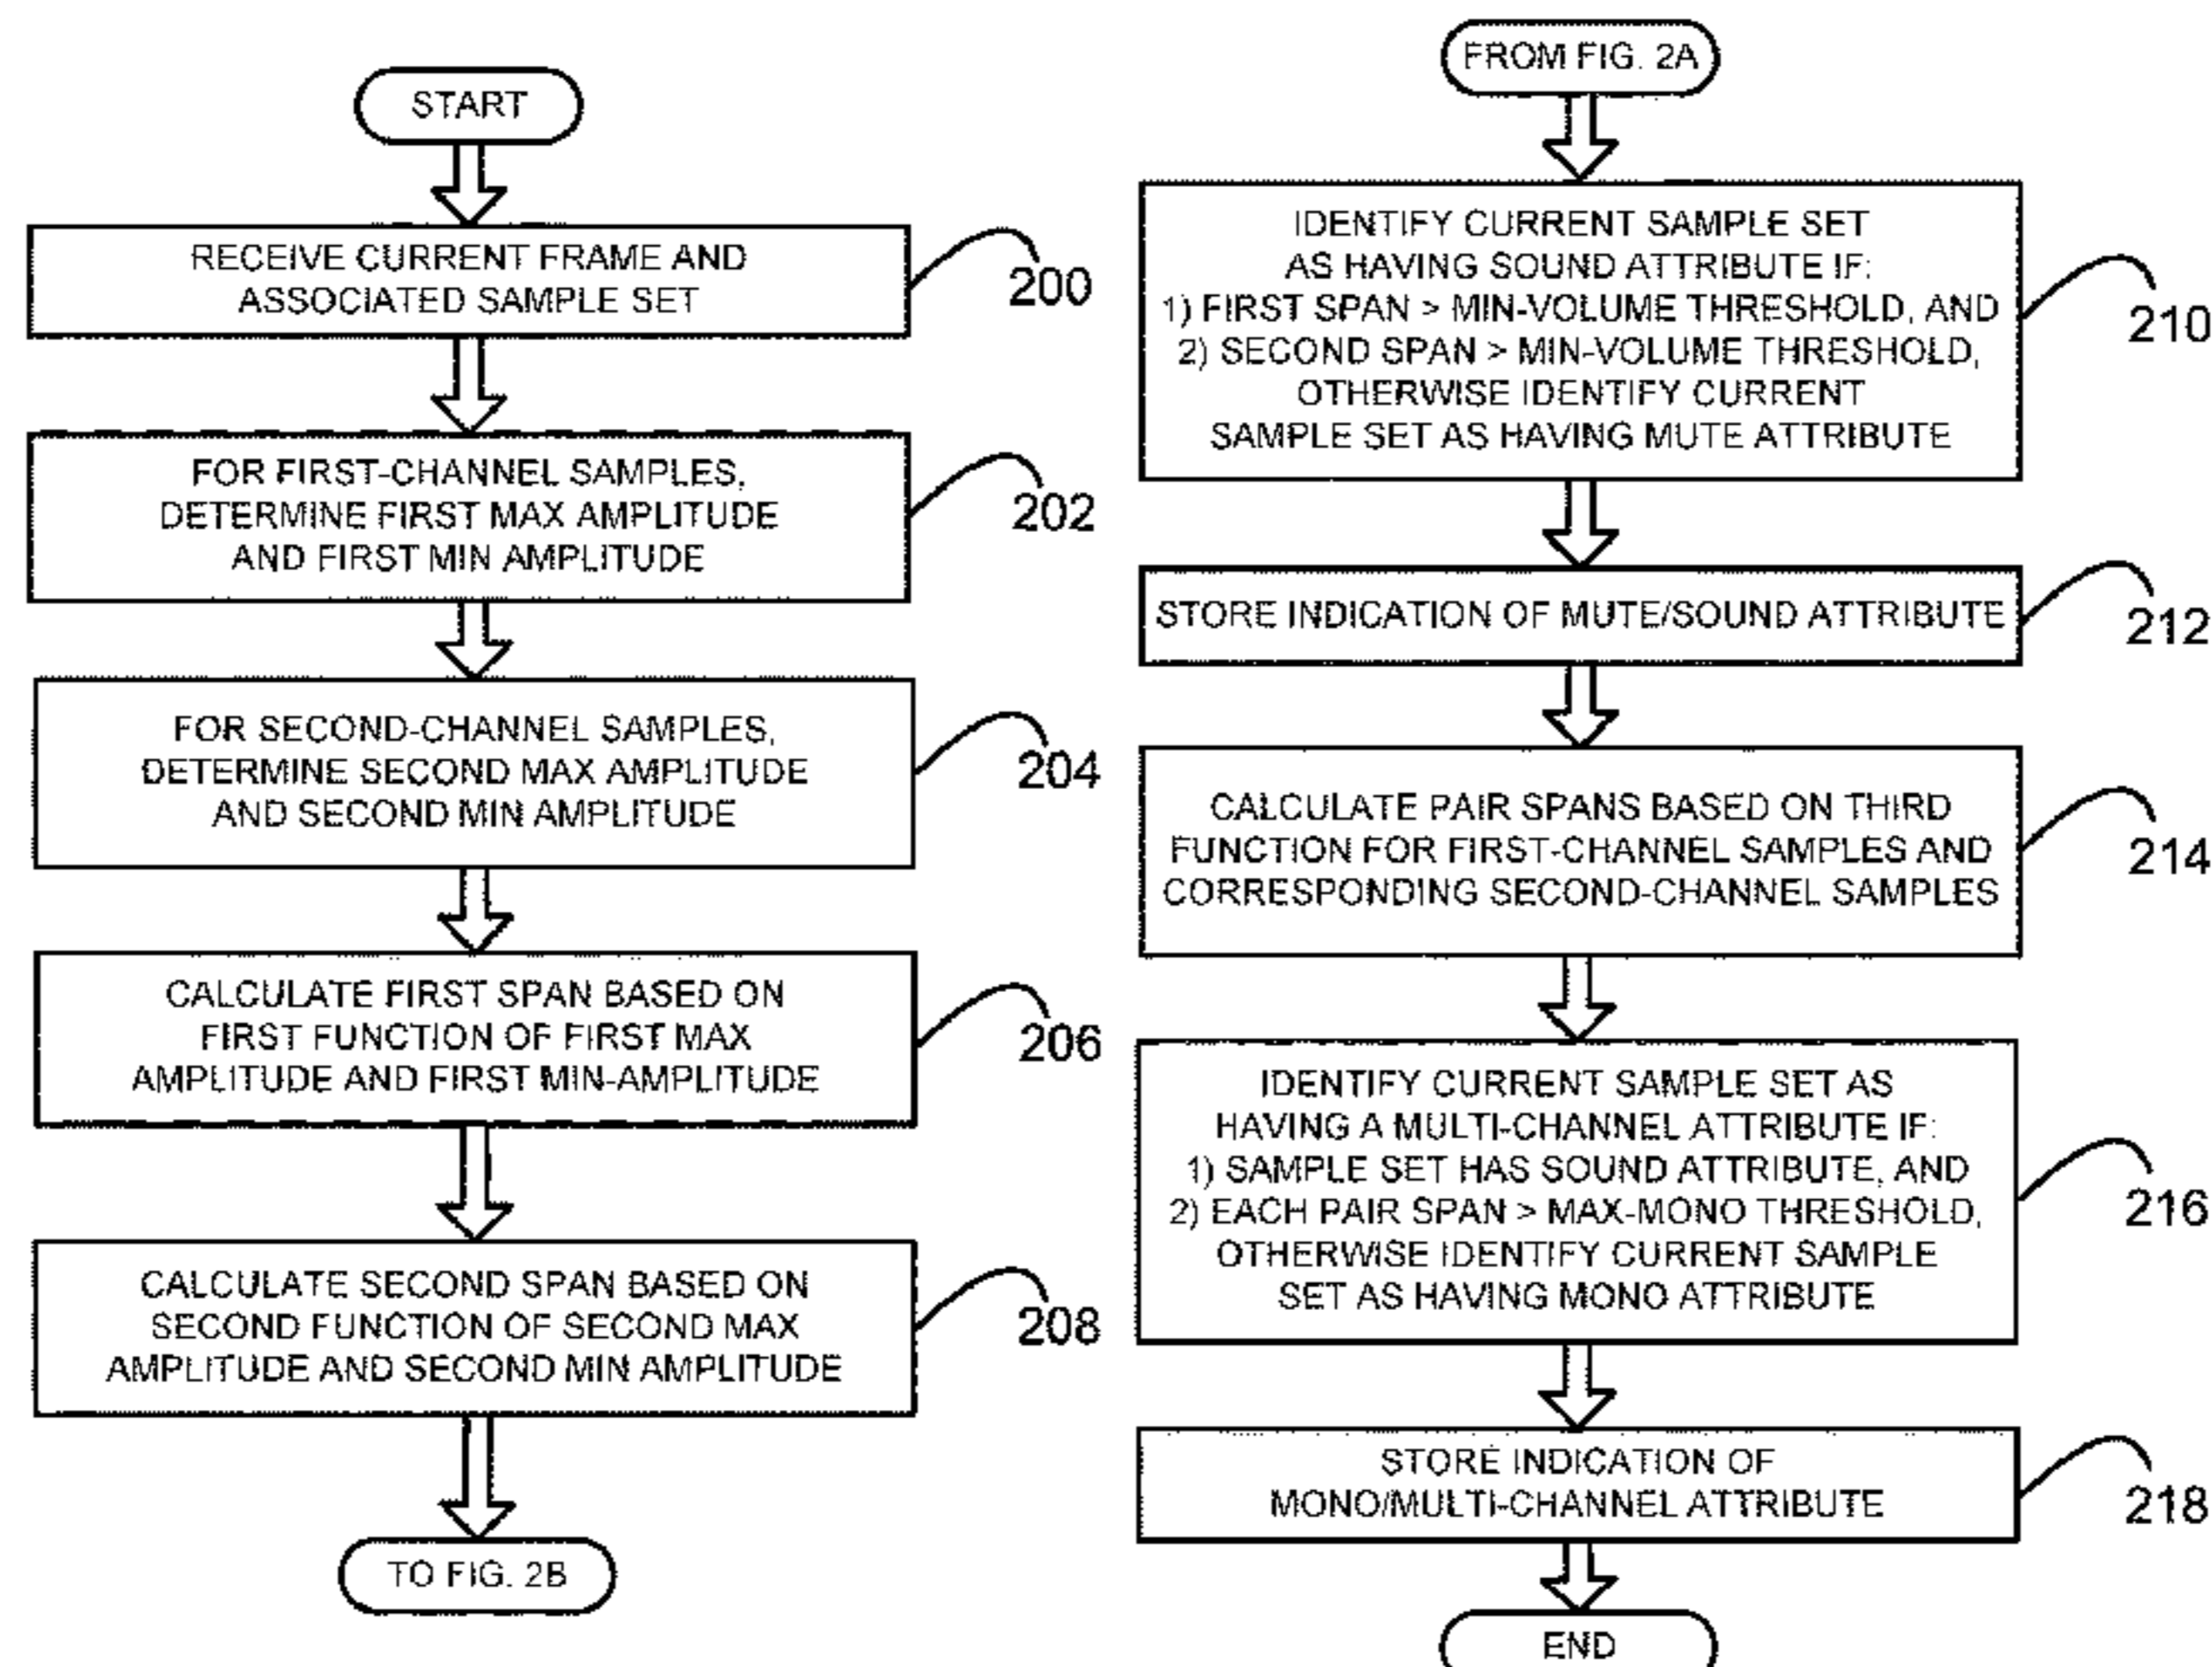 START
RECEIVE CURRENT FRAME AND
ASSOCIATED SAMPLE SET
200
FOR FIRST-CHANNEL SAMPLES,
DETERMINE FIRST MAX AMPLITUDE
AND FIRST MIN AMPLITUDE
202
FOR SECOND-CHANNEL SAMPLES,
DETERMINE SECOND MAX AMPLITUDE
AND SECOND MIN AMPLITUDE
204
CALCULATE FIRST SPAN BASED ON
FIRST FUNCTION OF FIRST MAX
AMPLITUDE AND FIRST MIN-AMPLITUDE
206
CALCULATE SECOND SPAN BASED ON
SECOND FUNCTION OF SECOND MAX
AMPLITUDE AND SECOND MIN AMPLITUDE
208
TO FIG. 2B
FROM FIG. 2A
IDENTIFY CURRENT SAMPLE SET
AS HAVING SOUND ATTRIBUTE IF:
1) FIRST SPAN > MIN-VOLUME THRESHOLD, AND
2) SECOND SPAN > MIN-VOLUME THRESHOLD,
OTHERWISE IDENTIFY CURRENT
SAMPLE SET AS HAVING MUTE ATTRIBUTE
210
STORE INDICATION OF MUTE/SOUND ATTRIBUTE
212
CALCULATE PAIR SPANS BASED ON THIRD
FUNCTION FOR FIRST-CHANNEL SAMPLES AND
CORRESPONDING SECOND-CHANNEL SAMPLES
214
IDENTIFY CURRENT SAMPLE SET AS
HAVING A MULTI-CHANNEL ATTRIBUTE IF:
1) SAMPLE SET HAS SOUND ATTRIBUTE, AND
2) EACH PAIR SPAN > MAX-MONO THRESHOLD,
OTHERWISE IDENTIFY CURRENT SAMPLE
SET AS HAVING MONO ATTRIBUTE
216
STORE INDICATION OF
MONO/MULTI-CHANNEL ATTRIBUTE
218
END